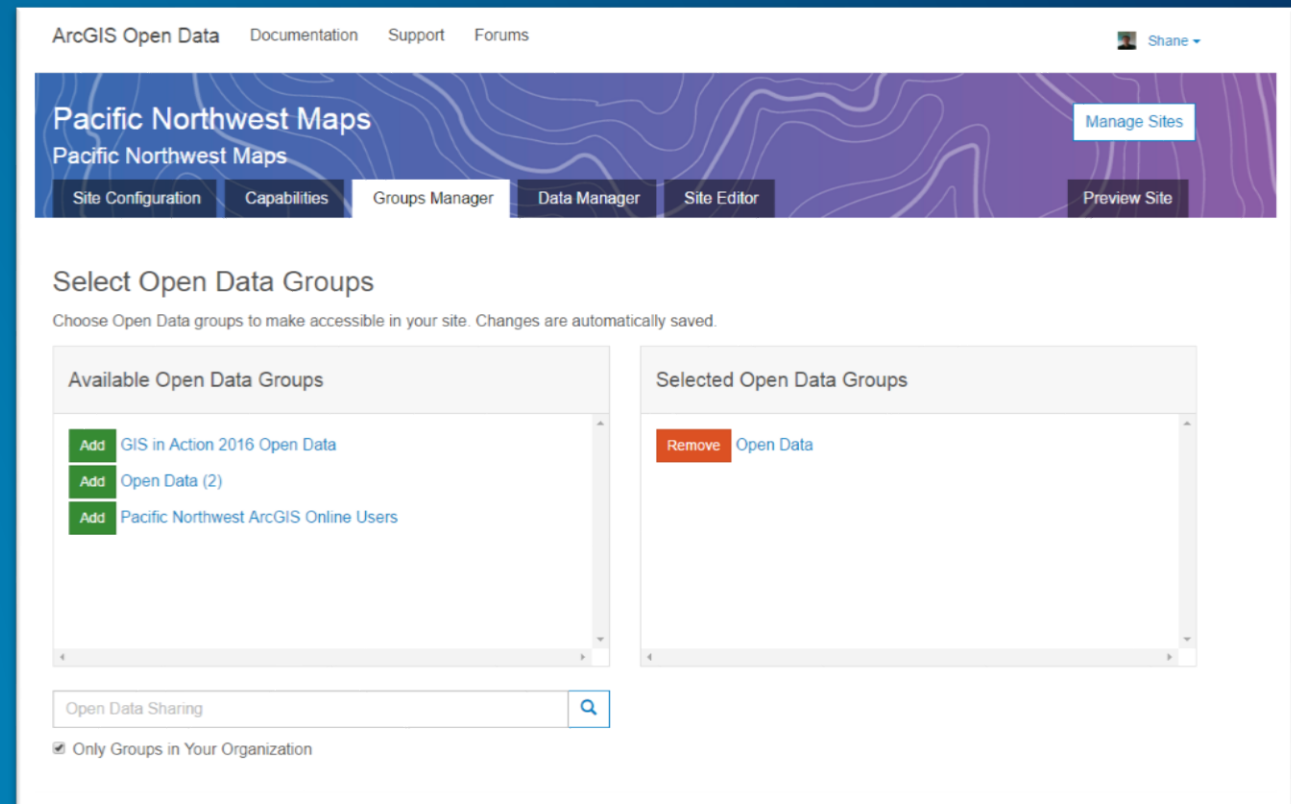 ArcGIS Open Data Documentation Support Forums Shane
Pacific Northwest Maps
Manage Sites
Pacific Northwest Maps
Site Configuration Capabilities Groups Manager Data Manager Site Editor Preview Site
Select Open Data Groups
Choose Open Data groups to make accessible in your site. Changes are automatically saved.
Available Open Data Groups
Add GIS in Action 2016 Open Data
Add Open Data (2)
Add Pacific Northwest ArcGIS Online Users
Selected Open Data Groups
Remove Open Data
Open Data Sharing
Only Groups in Your Organization